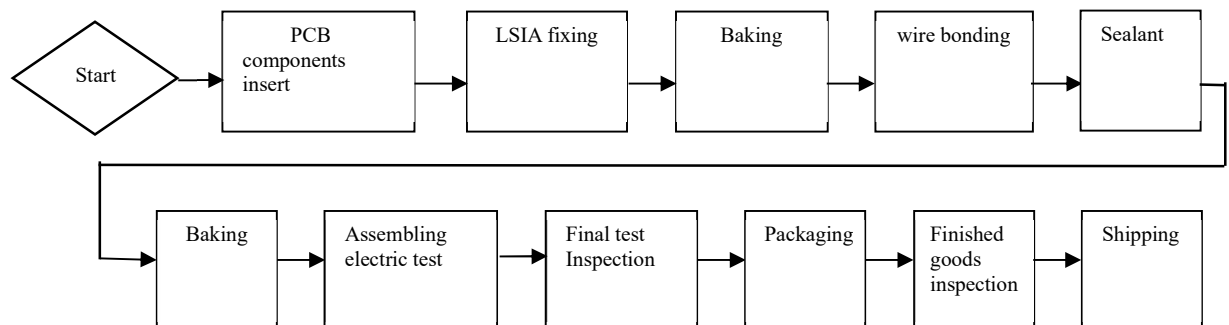 Start
PCB
components
insert
LSIA fixing
Baking
wire bonding
Sealant
Baking
Assembling
electric test
Final test
Inspection
Packaging
Finished
goods
inspection
Shipping